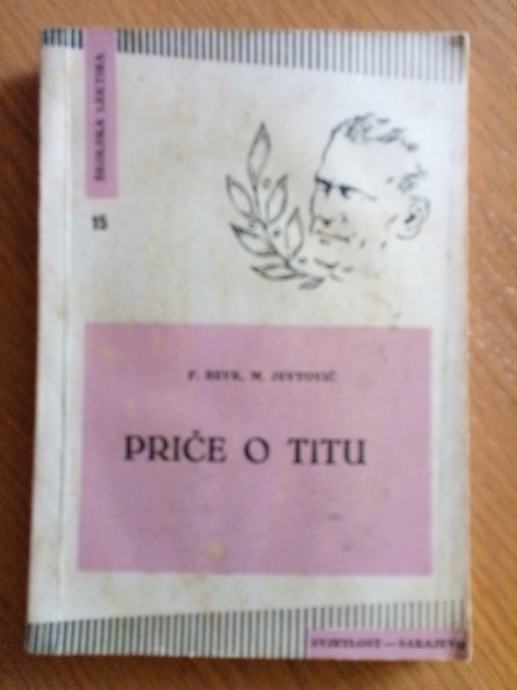 ŠKOLSKA LEKTIRA
15
F. BEVK, M. JEVTOVIĆ
PRIČE O TITU
SVJETLOST — SARAJEVO